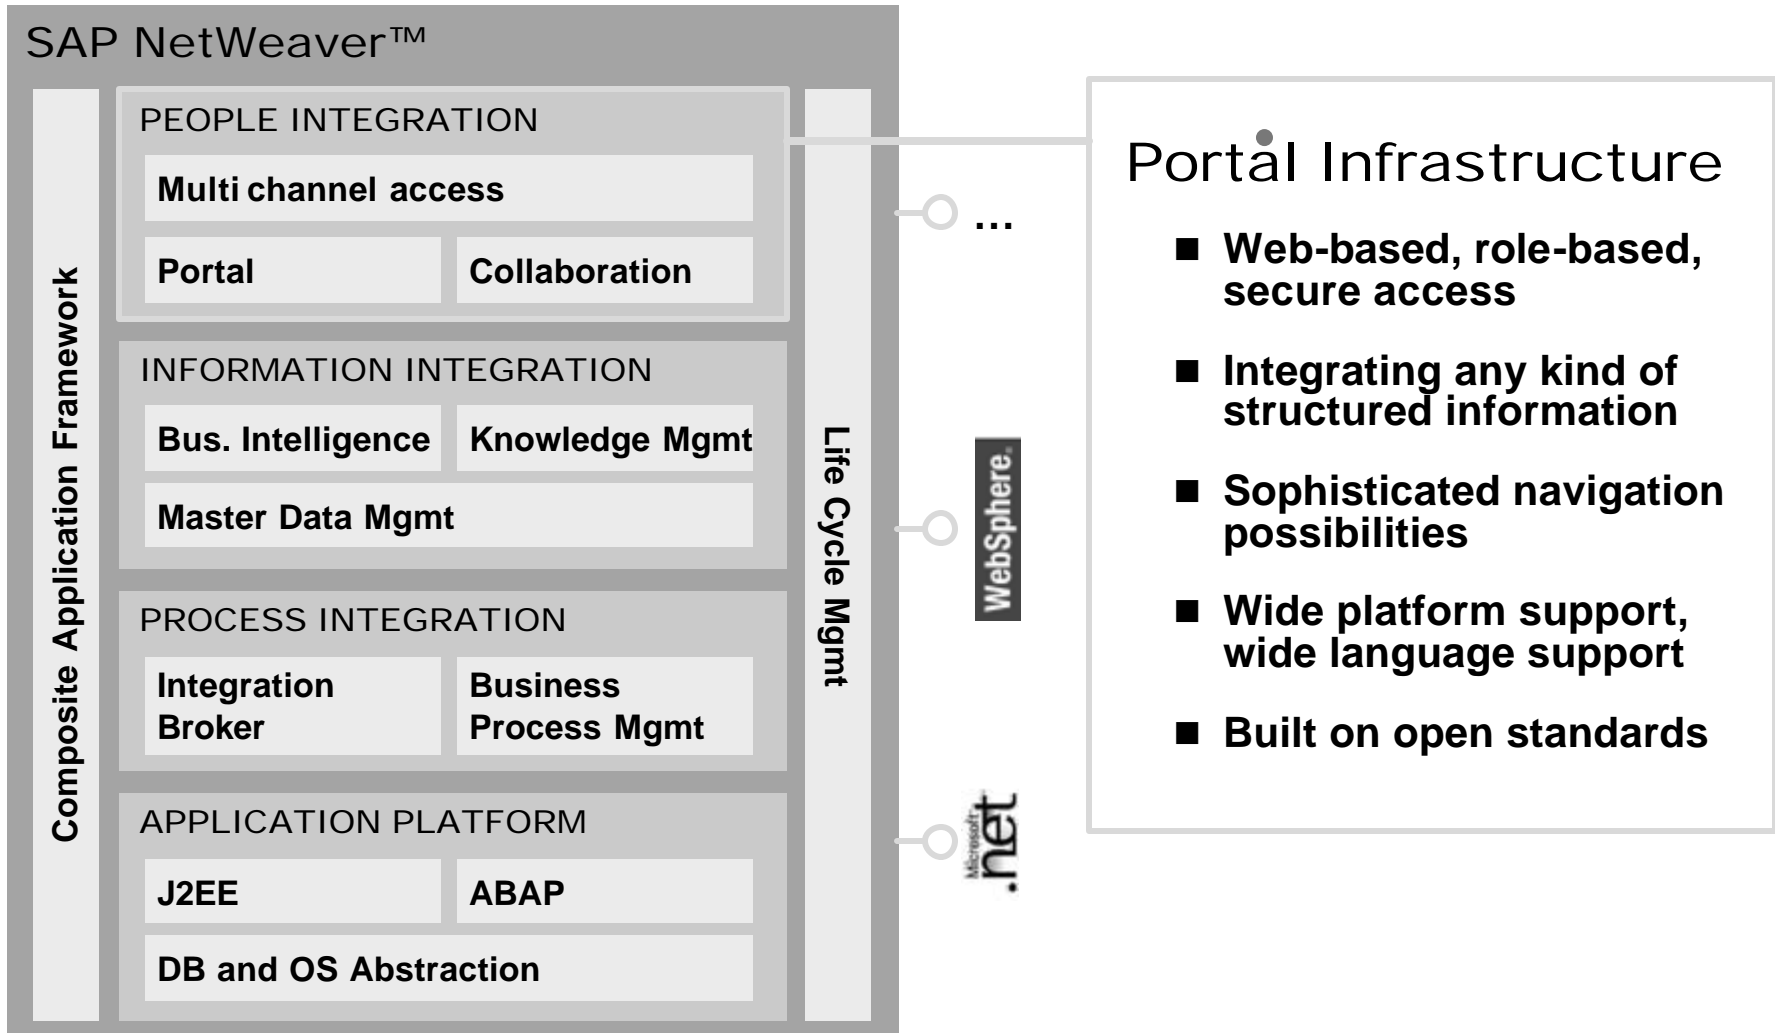 SAP NetWeaver™
Composite Application Framework
PEOPLE INTEGRATION
Multi channel access
Portal
Collaboration
INFORMATION INTEGRATION
Bus. Intelligence
Knowledge Mgmt
Master Data Mgmt
PROCESS INTEGRATION
Integration
Broker
Business
Process Mgmt
APPLICATION PLATFORM
J2EE
ABAP
DB and OS Abstraction
Life Cycle Mgmt
...
WebSphere.
Microsoft
.net
Portal Infrastructure
■ Web-based, role-based,
secure access
■ Integrating any kind of
structured information
■ Sophisticated navigation
possibilities
■ Wide platform support,
wide language support
■ Built on open standards